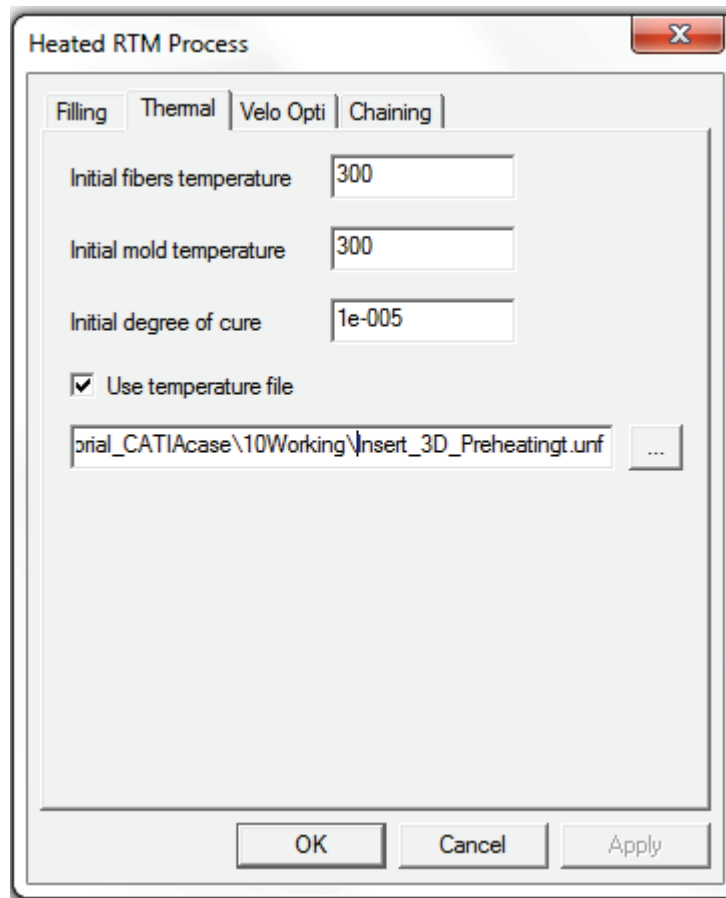 Heated RTM Process
Filling Thermal Velo Opti Chaining
Initial fibers temperature 300
Initial mold temperature 300
Initial degree of cure 1e-005
Use temperature file
orial_CATIAcase\10Working\Insert_3D_Preheatingt.unf ...
OK Cancel Apply